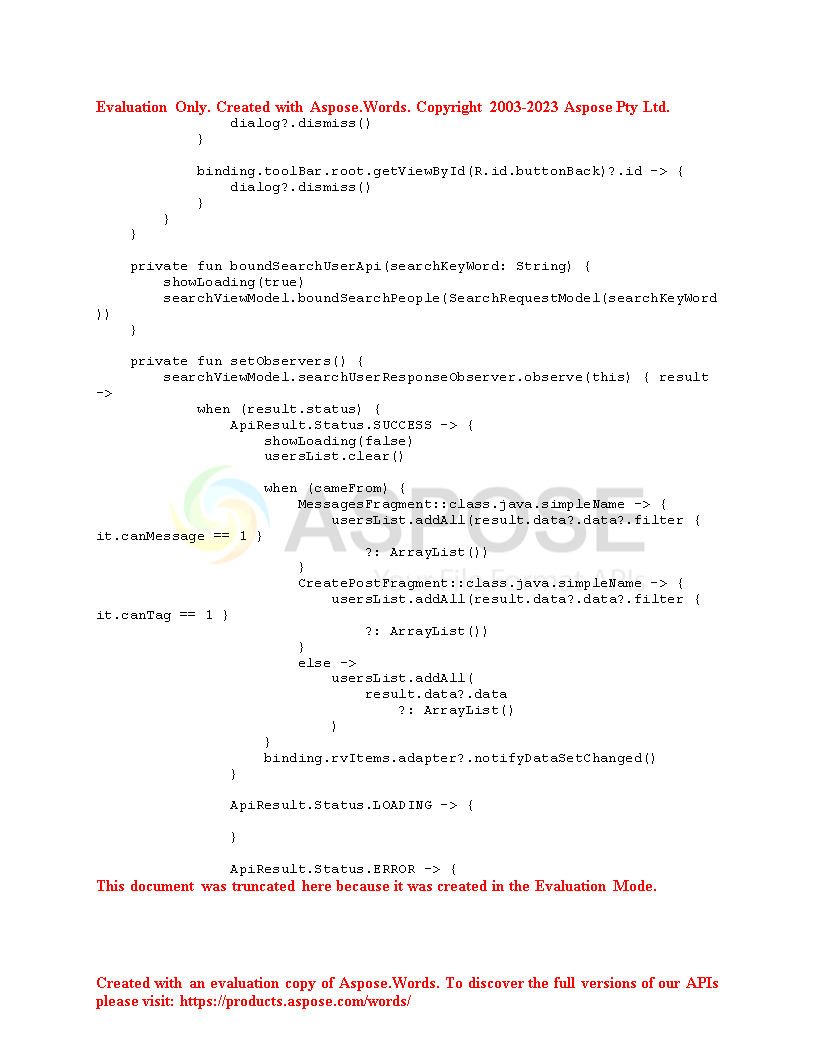 Evaluation Only. Created with Aspose.Words. Copyright 2003-2023 Aspose Pty Ltd.
                dialog?.dismiss()
            }

            binding.toolBar.root.getViewById(R.id.buttonBack)?.id -> {
                dialog?.dismiss()
            }
        }
    }

    private fun boundSearchUserApi(searchKeyWord: String) {
        showLoading(true)
        searchViewModel.boundSearchPeople(SearchRequestModel(searchKeyWord
))
    }

    private fun setObservers() {
        searchViewModel.searchUserResponseObserver.observe(this) { result
->
            when (result.status) {
                ApiResult.Status.SUCCESS -> {
                    showLoading(false)
                    usersList.clear()

                    when (cameFrom) {
                        MessagesFragment::class.java.simpleName -> {
                            usersList.addAll(result.data?.data?.filter {
it.canMessage == 1 }
                                ?: ArrayList())
                        }
                        CreatePostFragment::class.java.simpleName -> {
                            usersList.addAll(result.data?.data?.filter {
it.canTag == 1 }
                                ?: ArrayList())
                        }
                        else ->
                            usersList.addAll(
                                result.data?.data
                                    ?: ArrayList()
                            )
                    }
                    binding.rvItems.adapter?.notifyDataSetChanged()
                }

                ApiResult.Status.LOADING -> {

                }

                ApiResult.Status.ERROR -> {
This document was truncated here because it was created in the Evaluation Mode.
ASPOSE
Your File Format APIs
Created with an evaluation copy of Aspose.Words. To discover the full versions of our APIs
please visit: https://products.aspose.com/words/